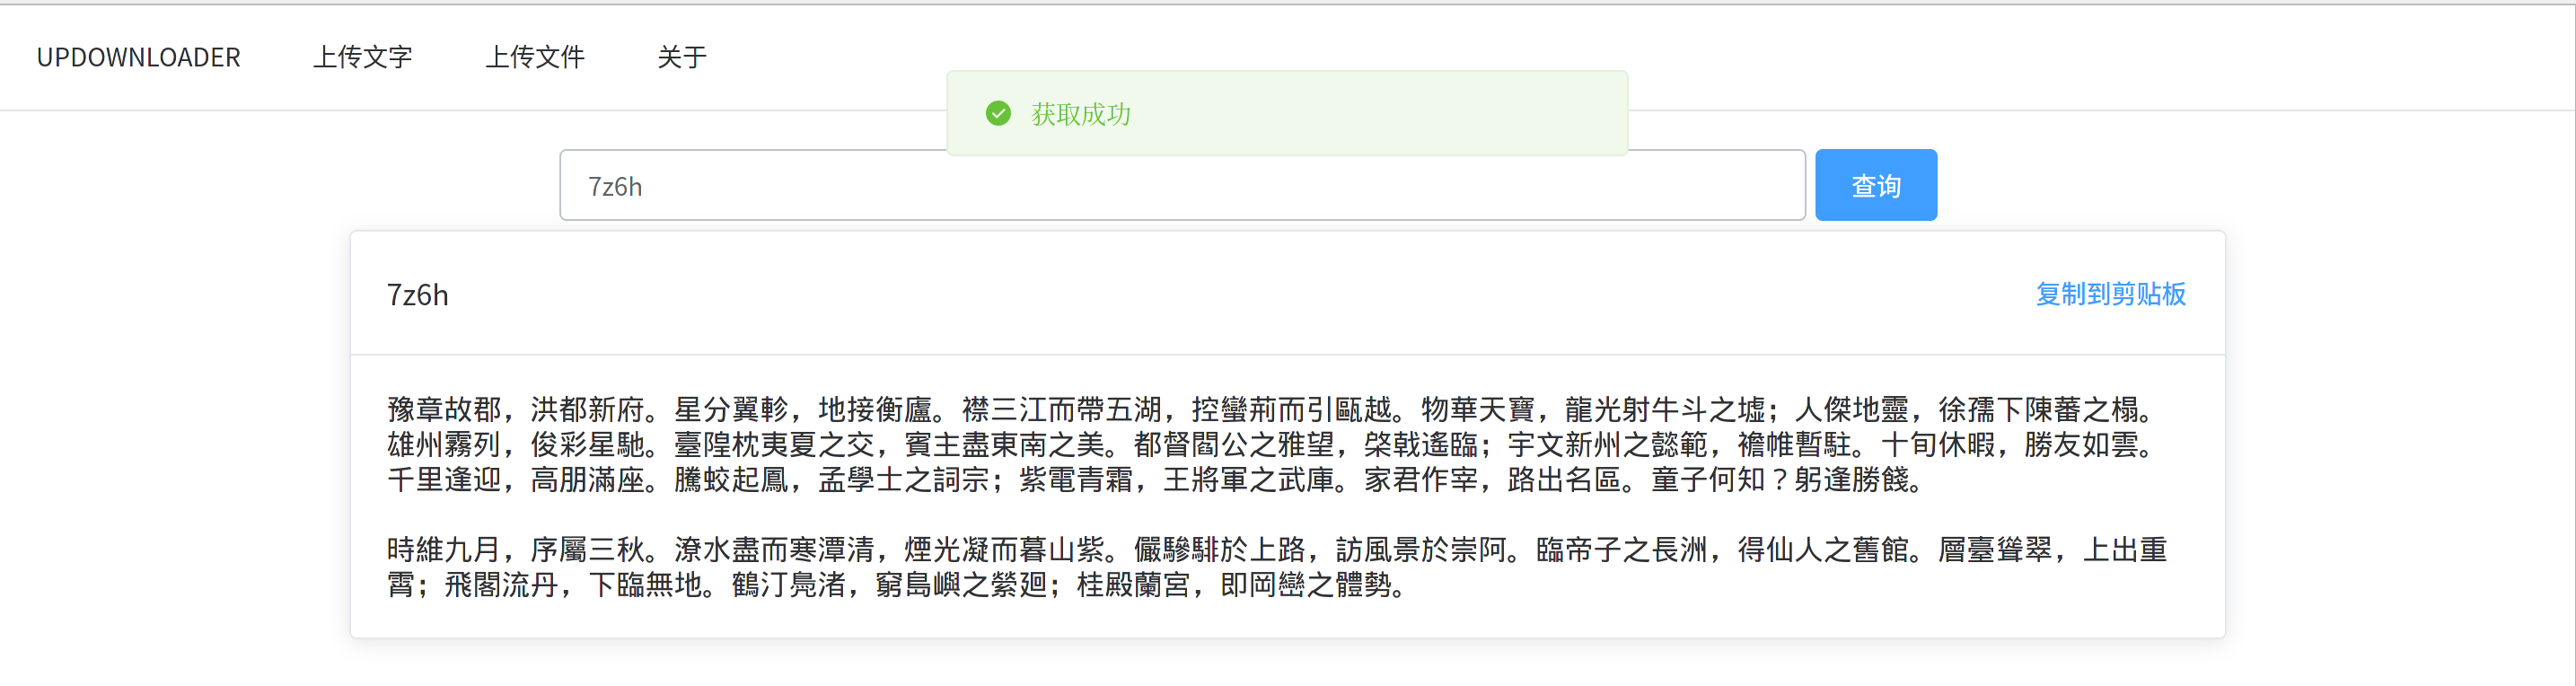 UPDOWNLOADER 上传文字 上传文件 关于
获取成功
7z6h 查询
7z6h 复制到剪贴板
豫章故郡，洪都新府。星分翼軫，地接衡廬。襟三江而帶五湖，控蠻荊而引甌越。物華天寶，龍光射牛斗之墟；人傑地靈，徐孺下陳蕃之榻。
雄州霧列，俊彩星馳。臺隍枕夷夏之交，賓主盡東南之美。都督閻公之雅望，棨戟遙臨；宇文新州之懿範，襜帷暫駐。十旬休暇，勝友如雲。
千里逢迎，高朋滿座。騰蛟起鳳，孟學士之詞宗；紫電青霜，王將軍之武庫。家君作宰，路出名區。童子何知？躬逢勝餞。
時維九月，序屬三秋。潦水盡而寒潭清，煙光凝而暮山紫。儼驂騑於上路，訪風景於崇阿。臨帝子之長洲，得仙人之舊館。層臺聳翠，上出重
霄；飛閣流丹，下臨無地。鶴汀鳧渚，窮島嶼之縈迴；桂殿蘭宮，即岡巒之體勢。